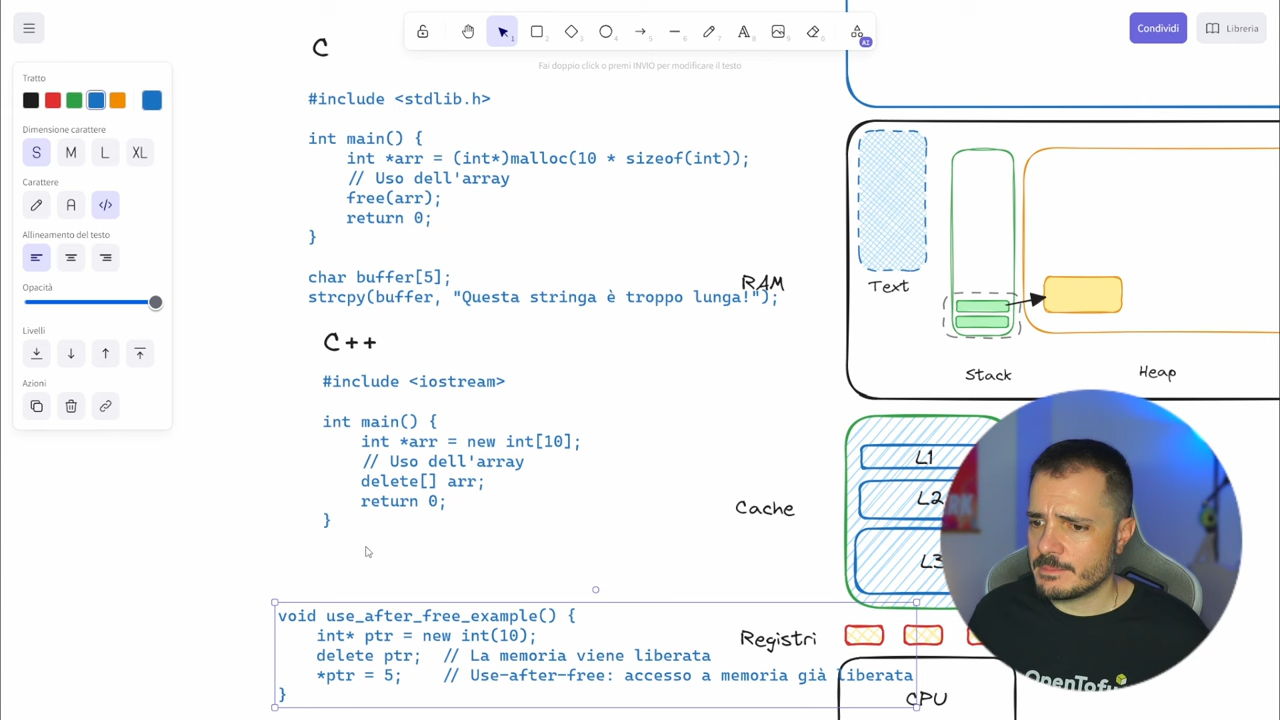 Condividi
Libreria
Fai doppio click o premi INVIO per modificare il testo
Tratto
Dimensione carattere
S M L XL
Carattere
Allineamento del testo
Opacità
Livelli
Azioni
C
#include <stdlib.h>
int main() {
    int *arr = (int*)malloc(10 * sizeof(int));
    // Uso dell'array
    free(arr);
    return 0;
}
char buffer[5];
strcpy(buffer, "Questa stringa è troppo lunga!");
C++
#include <iostream>
int main() {
    int *arr = new int[10];
    // Uso dell'array
    delete[] arr;
    return 0;
}
void use_after_free_example() {
    int* ptr = new int(10);
    delete ptr;  // La memoria viene liberata
    *ptr = 5;    // Use-after-free: accesso a memoria già liberata
}
RAM
Text
Stack
Heap
Cache
L1
L2
L3
Registri
CPU
OpenTofu